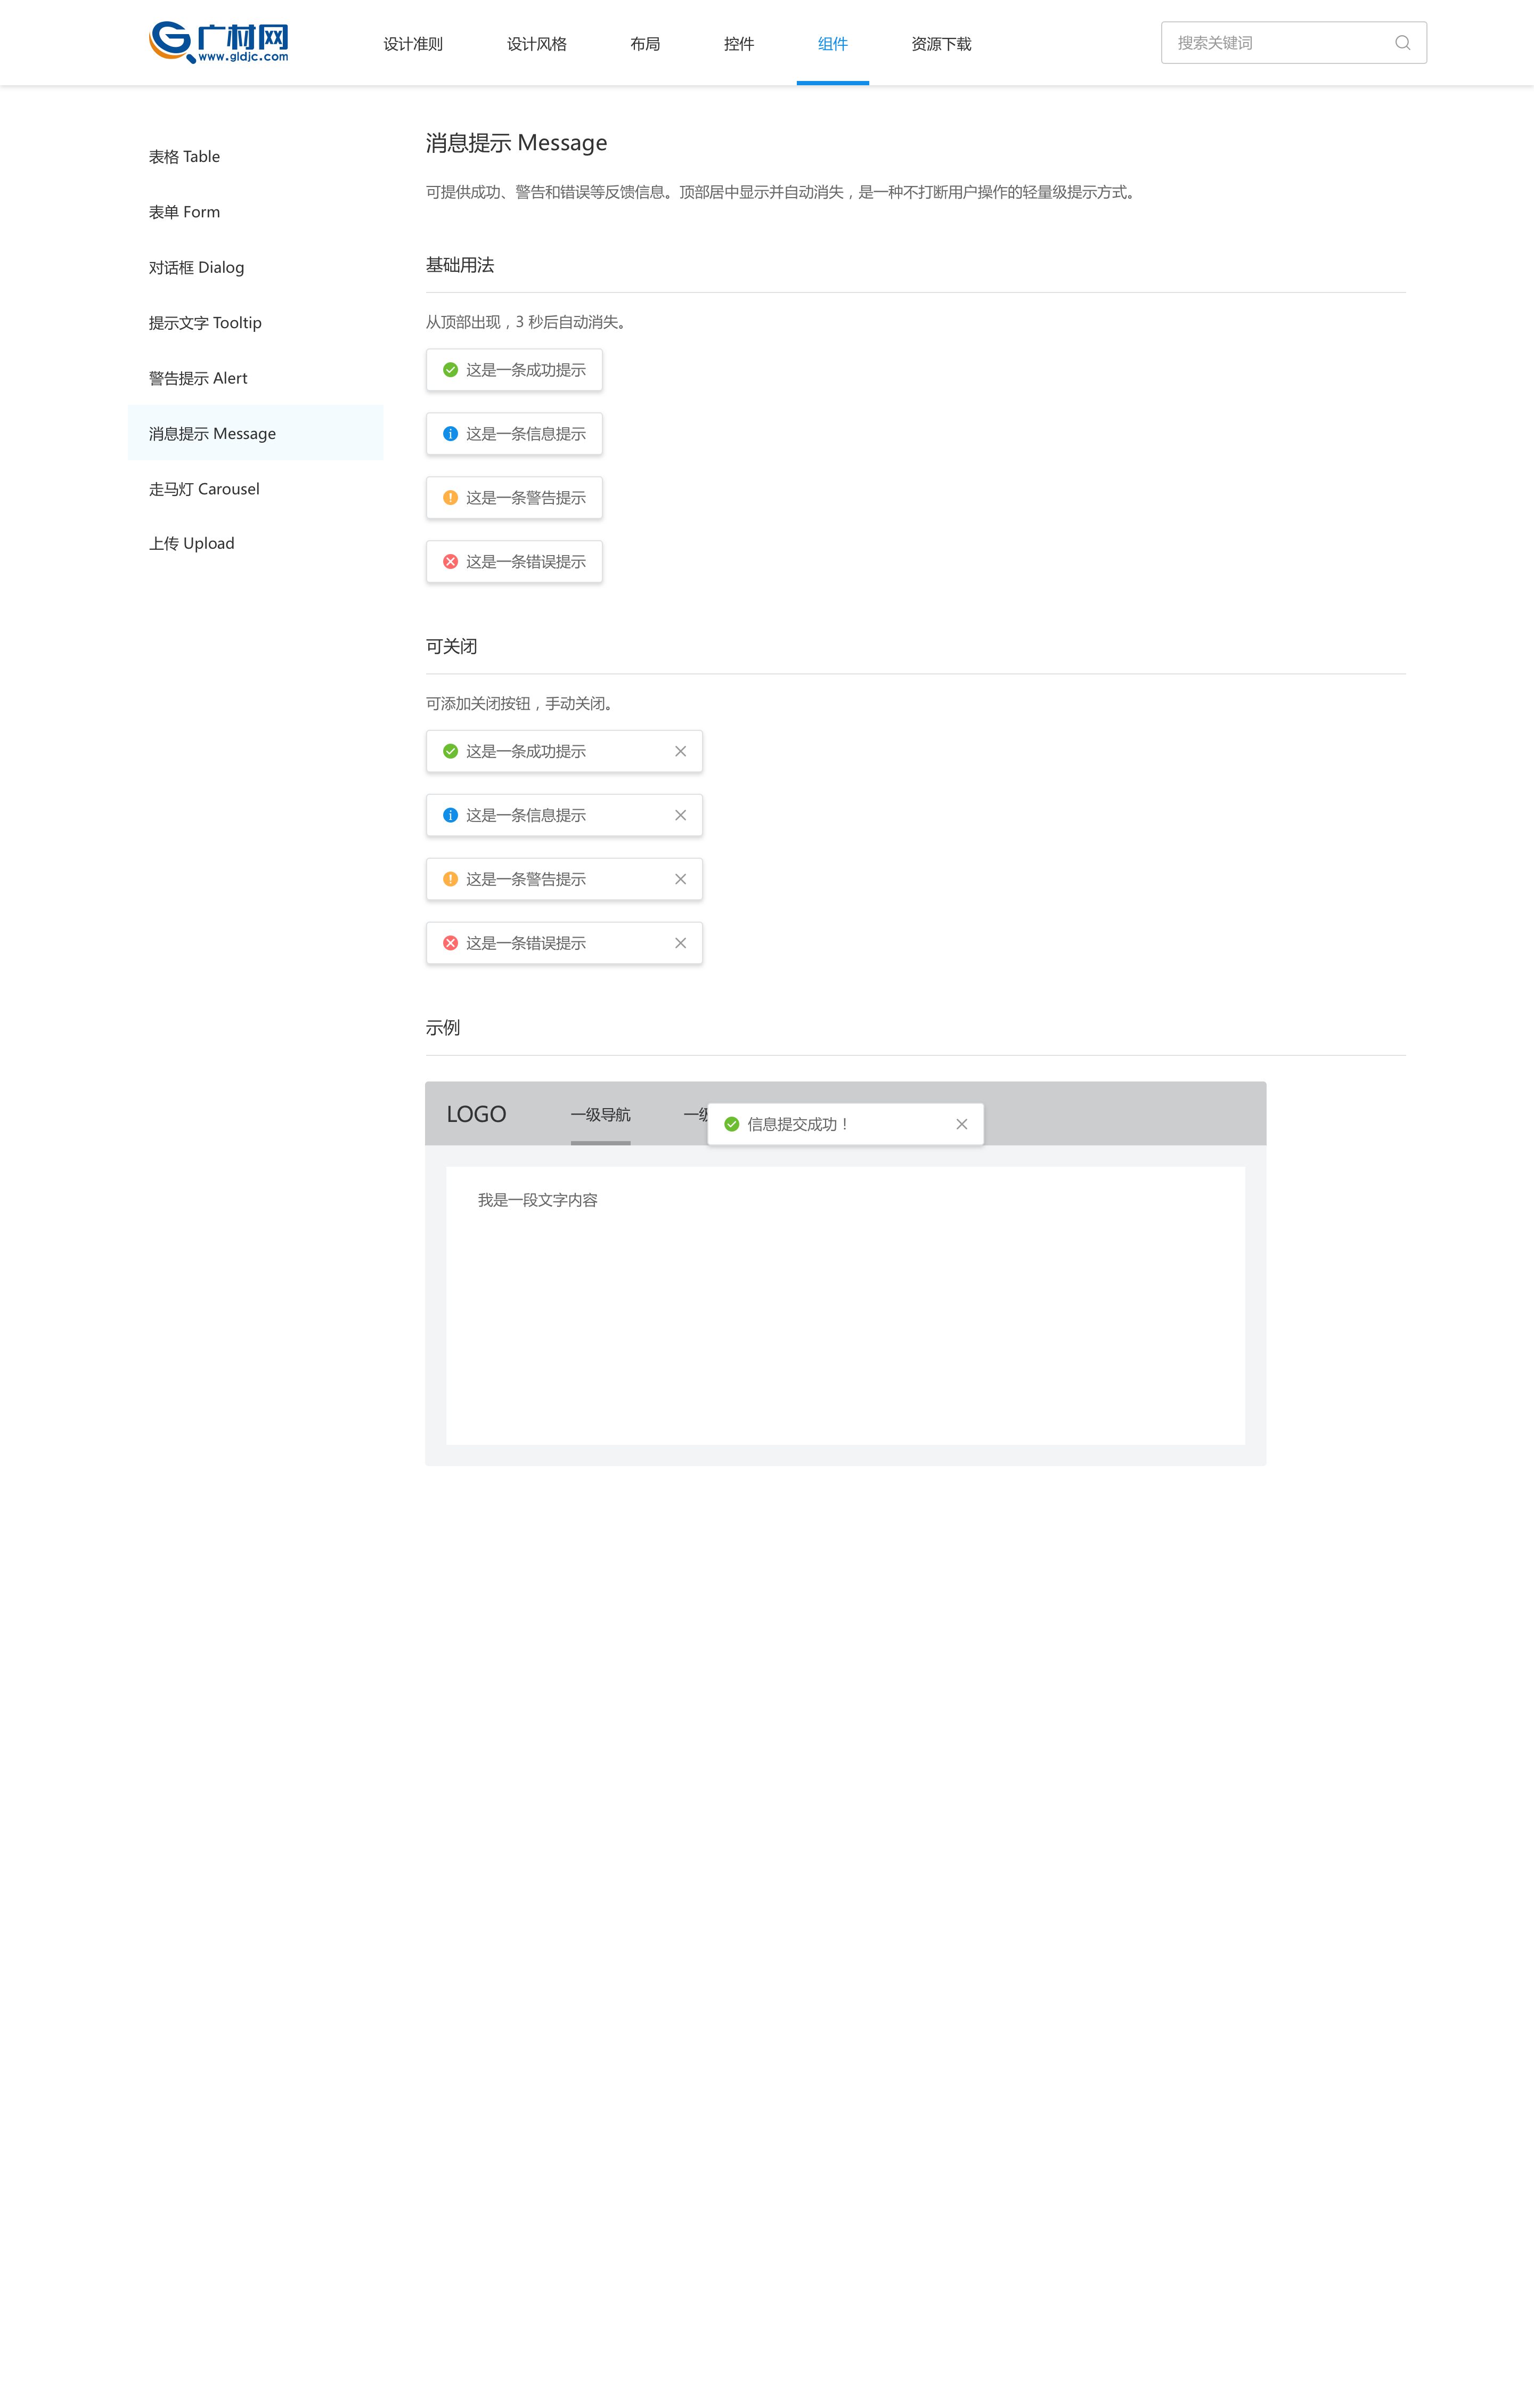 广材网
www.gldjc.com
设计准则
设计风格
布局
控件
组件
资源下载
搜索关键词
表格 Table
表单 Form
对话框 Dialog
提示文字 Tooltip
警告提示 Alert
消息提示 Message
走马灯 Carousel
上传 Upload
消息提示 Message
可提供成功、警告和错误等反馈信息。顶部居中显示并自动消失，是一种不打断用户操作的轻量级提示方式。
基础用法
从顶部出现，3 秒后自动消失。
这是一条成功提示
这是一条信息提示
这是一条警告提示
这是一条错误提示
可关闭
可添加关闭按钮，手动关闭。
这是一条成功提示
这是一条信息提示
这是一条警告提示
这是一条错误提示
示例
LOGO
一级导航
一级
信息提交成功！
我是一段文字内容